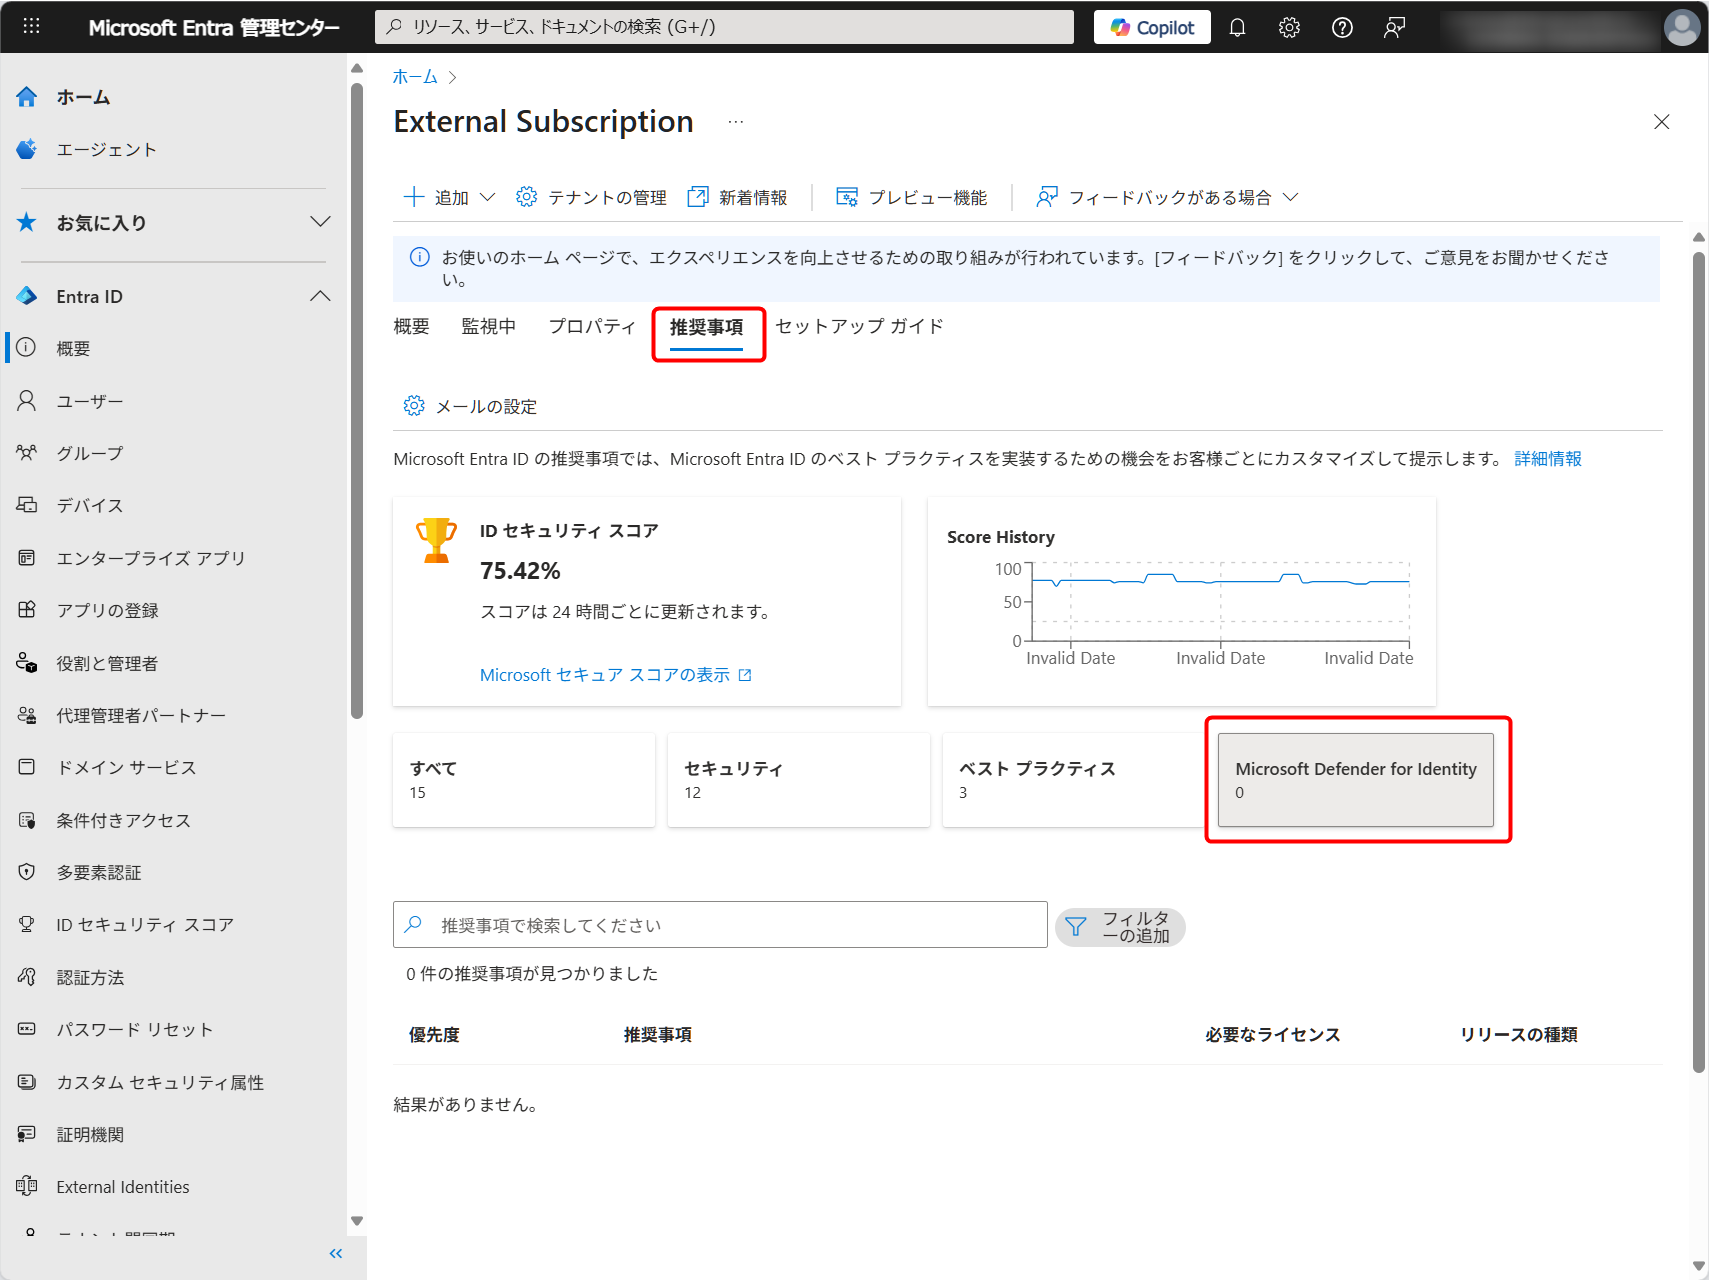 Microsoft Entra 管理センター
リソース、サービス、ドキュメントの検索 (G+/)
Copilot
ホーム
エージェント
お気に入り
Entra ID
概要
ユーザー
グループ
デバイス
エンタープライズ アプリ
アプリの登録
役割と管理者
代理管理者パートナー
ドメイン サービス
条件付きアクセス
多要素認証
ID セキュリティ スコア
認証方法
パスワード リセット
カスタム セキュリティ属性
証明機関
External Identities
ホーム
External Subscription
追加
テナントの管理
新着情報
プレビュー機能
フィードバックがある場合
お使いのホーム ページで、エクスペリエンスを向上させるための取り組みが行われています。[フィードバック] をクリックして、ご意見をお聞かせくださ
い。
概要
監視中
プロパティ
推奨事項
セットアップ ガイド
メールの設定
Microsoft Entra ID の推奨事項では、Microsoft Entra ID のベスト プラクティスを実装するための機会をお客様ごとにカスタマイズして提示します。 詳細情報
ID セキュリティ スコア
75.42%
スコアは 24 時間ごとに更新されます。
Microsoft セキュア スコアの表示
Score History
100
50
0
Invalid Date
Invalid Date
Invalid Date
すべて
15
セキュリティ
12
ベスト プラクティス
3
Microsoft Defender for Identity
0
推奨事項で検索してください
フィルタ
ーの追加
0 件の推奨事項が見つかりました
優先度
推奨事項
必要なライセンス
リリースの種類
結果がありません。